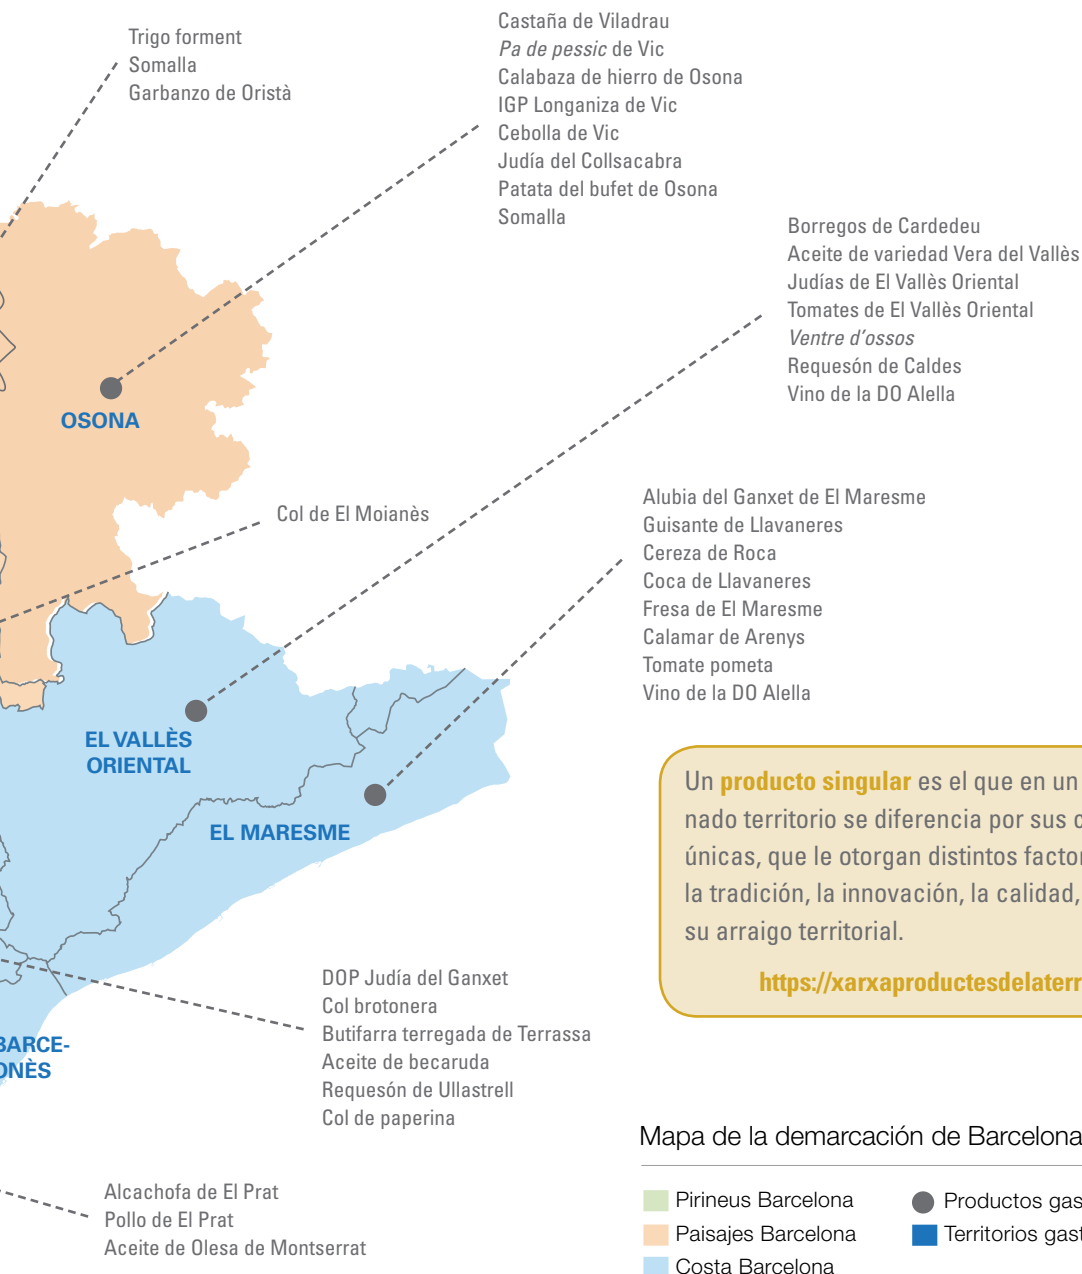 Trigo forment
Somalla
Garbanzo de Oristà
Castaña de Viladrau
Pa de pessic de Vic
Calabaza de hierro de Osona
IGP Longaniza de Vic
Cebolla de Vic
Judía del Collsacabra
Patata del bufet de Osona
Somalla
Borregos de Cardedeu
Aceite de variedad Vera del Vallès
Judías de El Vallès Oriental
Tomates de El Vallès Oriental
Ventre d'ossos
Requesón de Caldes
Vino de la DO Alella
OSONA
Col de El Moianès
Alubia del Ganxet de El Maresme
Guisante de Llavaneres
Cereza de Roca
Coca de Llavaneres
Fresa de El Maresme
Calamar de Arenys
Tomate pometa
Vino de la DO Alella
EL VALLÈS
ORIENTAL
EL MARESME
Un producto singular es el que en un
nado territorio se diferencia por sus c
únicas, que le otorgan distintos factor
la tradición, la innovación, la calidad,
su arraigo territorial.
https://xarxaproductesdelaterr
DOP Judía del Ganxet
Col brotonera
Butifarra terregada de Terrassa
Aceite de becaruda
Requesón de Ullastrell
Col de paperina
BARCE-
ONÈS
Alcachofa de El Prat
Pollo de El Prat
Aceite de Olesa de Montserrat
Mapa de la demarcación de Barcelona
Pirineus Barcelona
Paisajes Barcelona
Costa Barcelona
Productos gas
Territorios gast